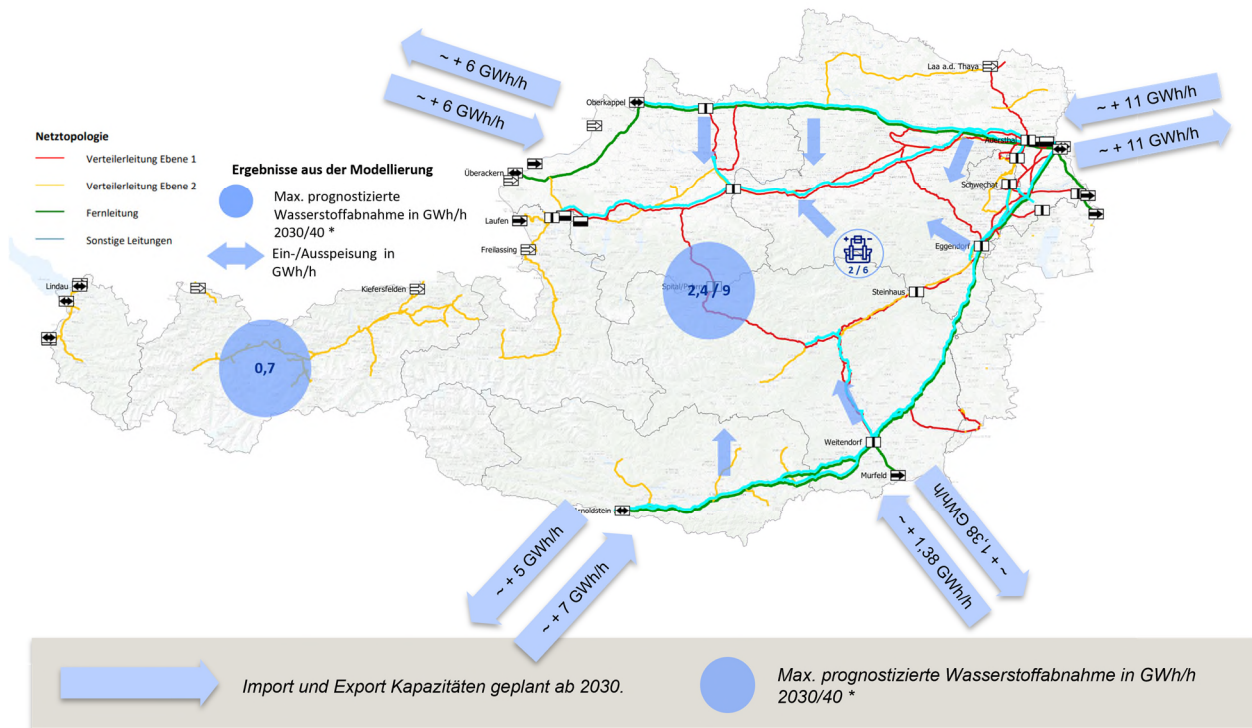 ~ + 6 GWh/h
~ + 6 GWh/h
Oberkappel
Laa a.d. Thaya
~ + 11 GWh/h
~ + 11 GWh/h
Netztopologie
Verteilerleitung Ebene 1
Verteilerleitung Ebene 2
Fernleitung
Sonstige Leitungen
Ergebnisse aus der Modellierung
Max. prognostizierte
Wasserstoffabnahme in GWh/h
2030/40 *
Ein-/Ausspeisung in
GWh/h
Überackern
Laufen
Freilassing
Auersthal
Schwechat
Eggendorf
2 / 6
Lindau
Kiefersfelden
Steinhaus
2,4 / 9
0,7
Weitendorf
Murfeld
Arnoldstein
~ + 5 GWh/h
~ + 7 GWh/h
~ + 1,38 GWh/h
~ + 1,38 GWh/h
Import und Export Kapazitäten geplant ab 2030.
Max. prognostizierte Wasserstoffabnahme in GWh/h
2030/40 *